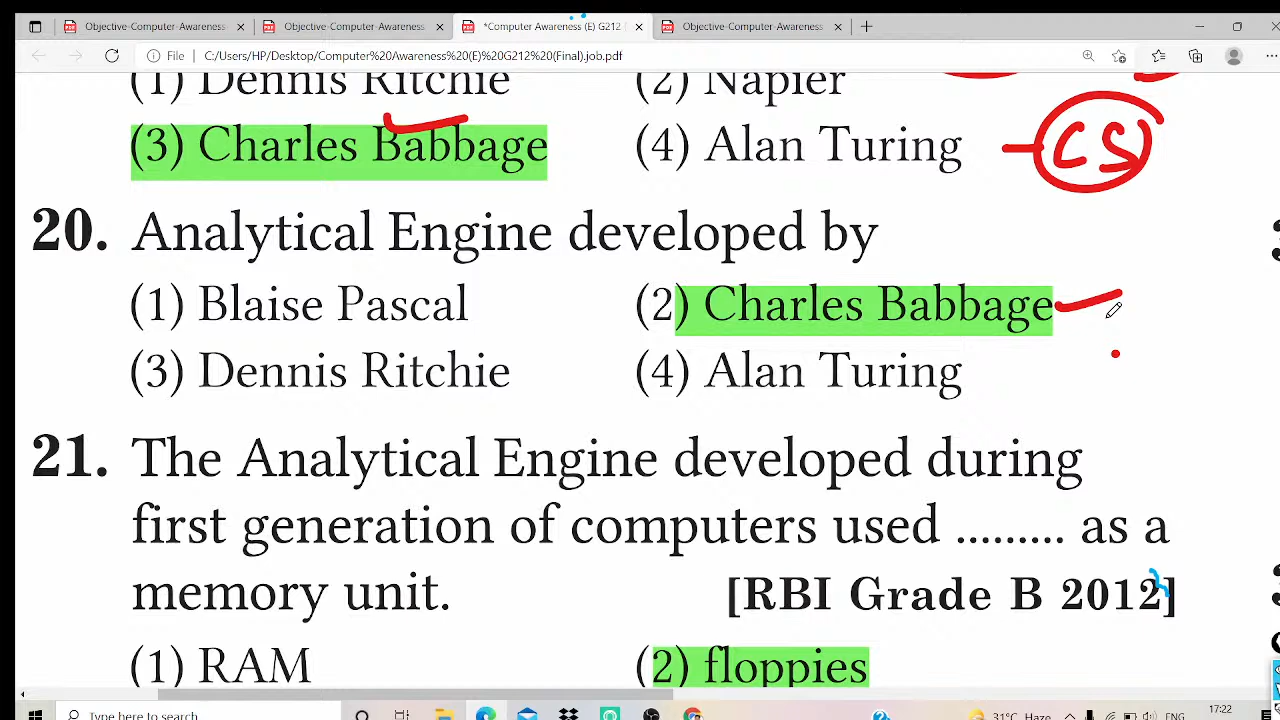 Objective-Computer-Awareness
Objective-Computer-Awareness
*Computer Awareness (E) G212
Objective-Computer-Awareness
File C:/Users/HP/Desktop/Computer%20Awareness%20(E)%20G212%20(Final).job.pdf
(1) Dennis Ritchie (2) Napier
(3) Charles Babbage (4) Alan Turing CS
20. Analytical Engine developed by
(1) Blaise Pascal (2) Charles Babbage
(3) Dennis Ritchie (4) Alan Turing
21. The Analytical Engine developed during
first generation of computers used ......... as a
memory unit. [RBI Grade B 2012]
(1) RAM (2) floppies
Type here to search 31°C Haze ENG 17:22